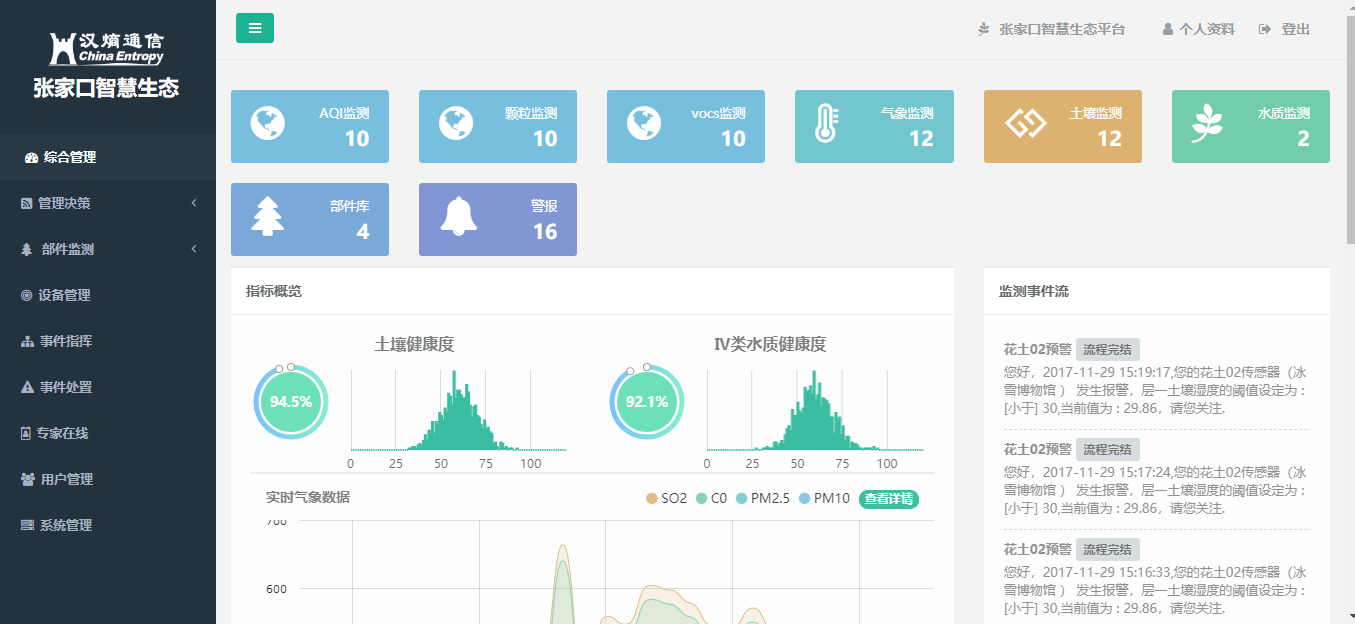 汉熵通信
China Entropy
张家口智慧生态
综合管理
管理决策
部件监测
设备管理
事件指挥
事件处置
专家在线
用户管理
系统管理
张家口智慧生态平台 个人资料 登出
AQI监测
10
颗粒监测
10
vocs监测
10
气象监测
12
土壤监测
12
水质监测
2
部件库
4
警报
16
指标概览
土壤健康度
94.5%
0 25 50 75 100
IV类水质健康度
92.1%
0 25 50 75 100
实时气象数据
SO2 C0 PM2.5 PM10 查看详情
700
600
监测事件流
花土02预警 流程完结
您好，2017-11-29 15:19:17,您的花土02传感器（冰
雪博物馆 ） 发生报警，层一土壤湿度的阈值设定为：
[小于] 30,当前值为 : 29.86，请您关注.
花土02预警 流程完结
您好，2017-11-29 15:17:24,您的花土02传感器（冰
雪博物馆 ） 发生报警，层一土壤湿度的阈值设定为：
[小于] 30,当前值为 : 29.86，请您关注.
花土02预警 流程完结
您好，2017-11-29 15:16:33,您的花土02传感器（冰
雪博物馆 ） 发生报警，层一土壤湿度的阈值设定为：
[小于] 30,当前值为 : 29.86，请您关注.